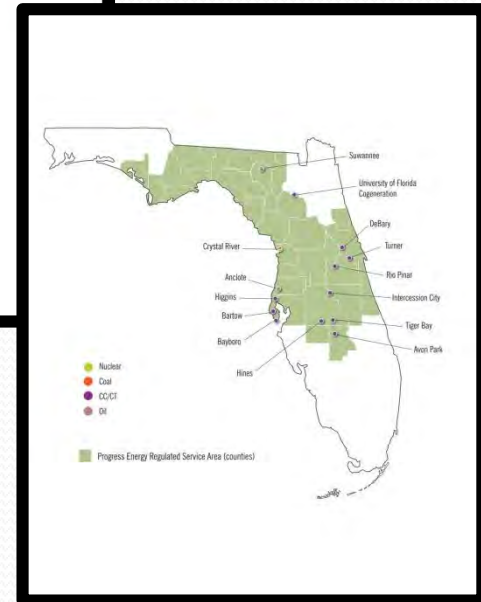 Suwannee
University of Florida
Cogeneration
DeBary
Crystal River
Turner
Rio Pinar
Anclote
Higgins
Intercession City
Bartow
Tiger Bay
Bayboro
Avon Park
Hines
Nuclear
Coal
CC/CT
Oil
Progress Energy Regulated Service Area (counties)